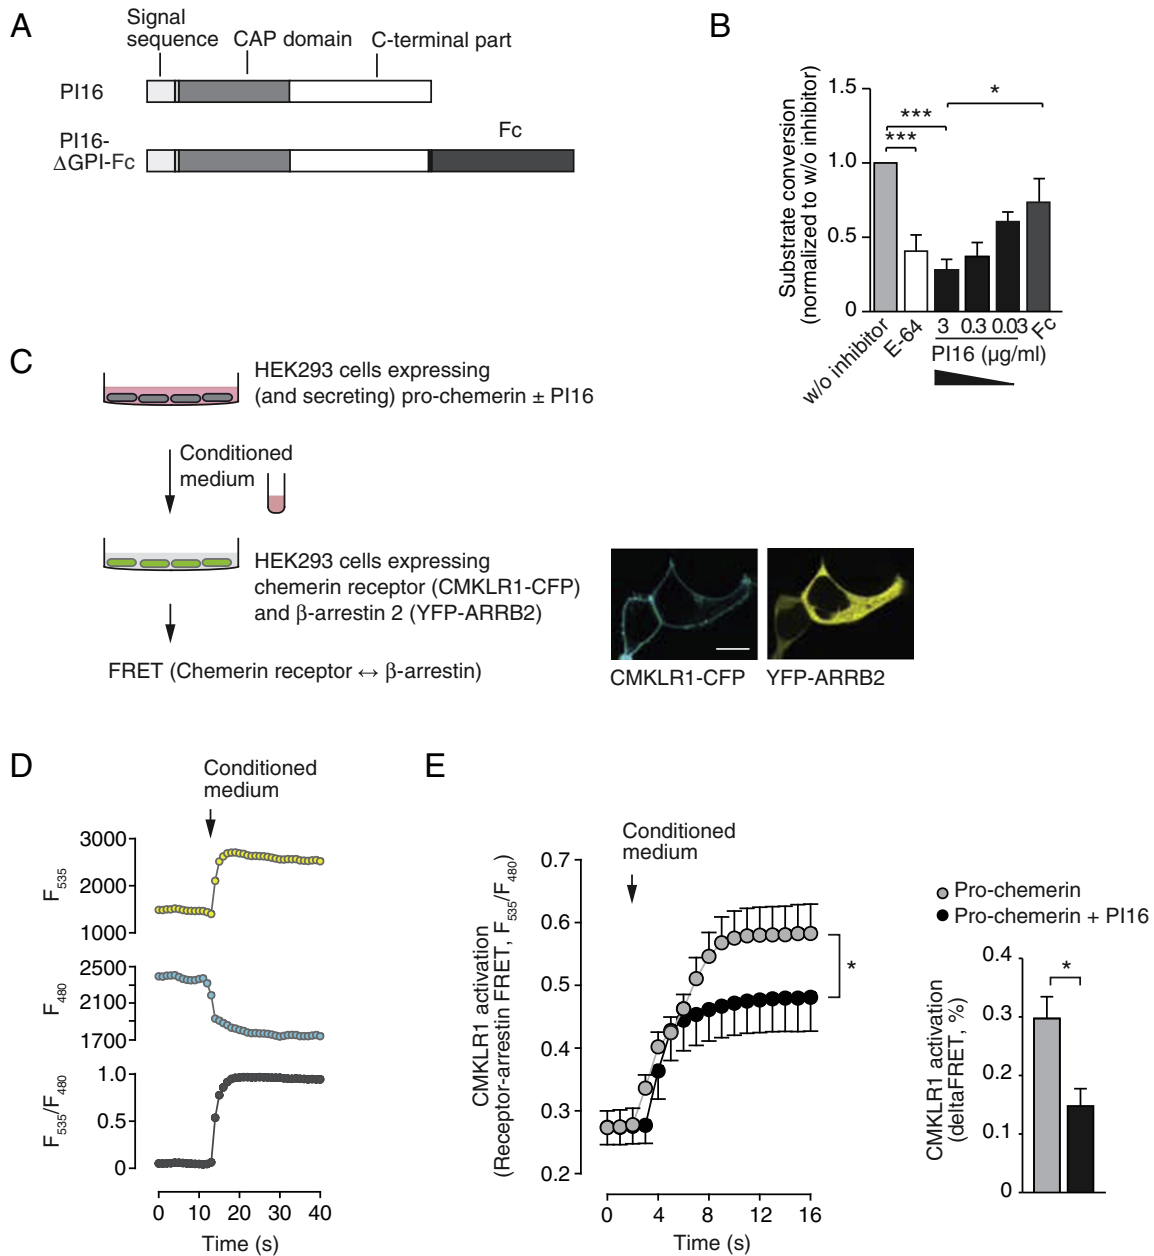 A
Signal
sequence
CAP domain
C-terminal part
PI16
PI16-
ΔGPI-Fc
Fc
B
Substrate conversion
(normalized to w/o inhibitor)
1.5
1.0
0.5
0
***
***
*
w/o inhibitor
E-64
3
0.3
0.03
Fc
PI16 (μg/ml)
C
HEK293 cells expressing
(and secreting) pro-chemerin ± PI16
Conditioned
medium
HEK293 cells expressing
chemerin receptor (CMKLR1-CFP)
and β-arrestin 2 (YFP-ARRB2)
FRET (Chemerin receptor ↔ β-arrestin)
CMKLR1-CFP
YFP-ARRB2
D
Conditioned
medium
F535
3000
2000
1000
F480
2500
2100
1700
F535/F480
1.0
0.5
0
0 10 20 30 40
Time (s)
E
Conditioned
medium
CMKLR1 activation
(Receptor-arrestin FRET, F535/F480)
0.7
0.6
0.5
0.4
0.3
0.2
*
0 4 8 12 16
Time (s)
Pro-chemerin
Pro-chemerin + PI16
CMKLR1 activation
(deltaFRET, %)
0.4
0.3
0.2
0.1
0
*